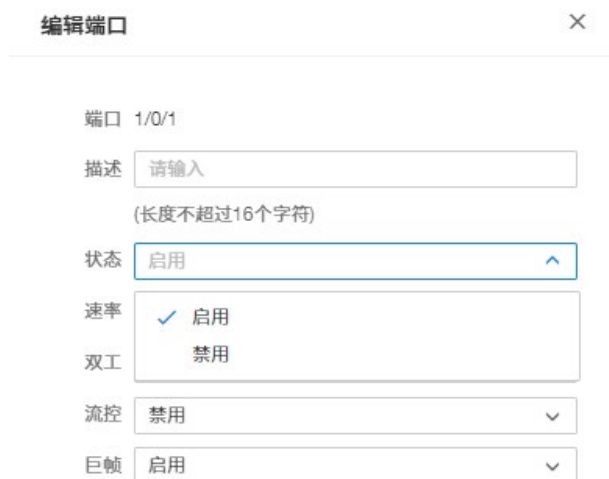 编辑端口
端口 1/0/1
描述 请输入
(长度不超过16个字符)
状态 启用
速率
启用
禁用
双工
流控 禁用
巨帧 启用